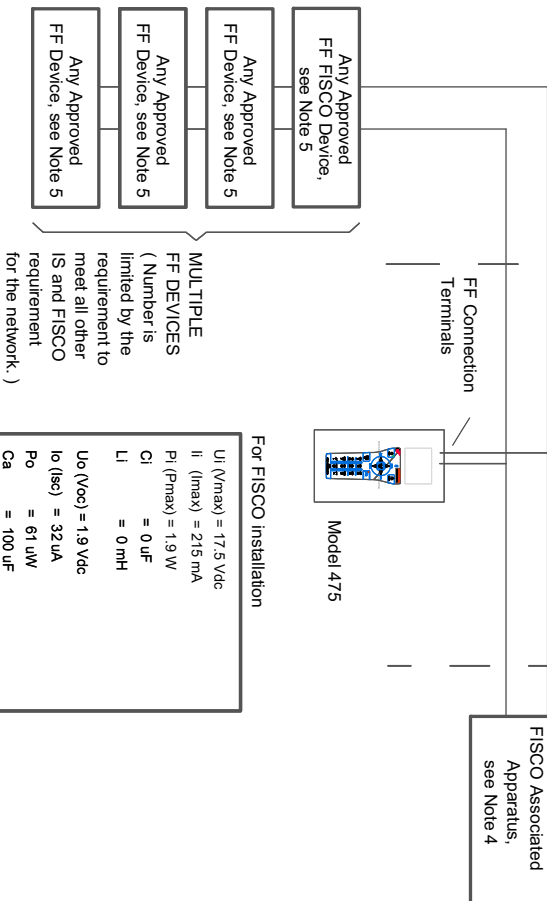 FISCO Associated
Apparatus,
see Note 4
FF Connection
Terminals
Model 475
Any Approved
FF FISCO Device,
see Note 5
Any Approved
FF Device, see Note 5
Any Approved
FF Device, see Note 5
Any Approved
FF Device, see Note 5
MULTIPLE
FF DEVICES
( Number is
limited by the
requirement to
meet all other
IS and FISCO
requirement
for the network. )
For FISCO installation
Ui (Vmax) = 17.5 Vdc
Ii (Imax) = 215 mA
Pi (Pmax) = 1.9 W
Ci = 0 uF
Li = 0 mH
Uo (Voc) = 1.9 Vdc
Io (Isc) = 32 uA
Po = 61 uW
Ca = 100 uF